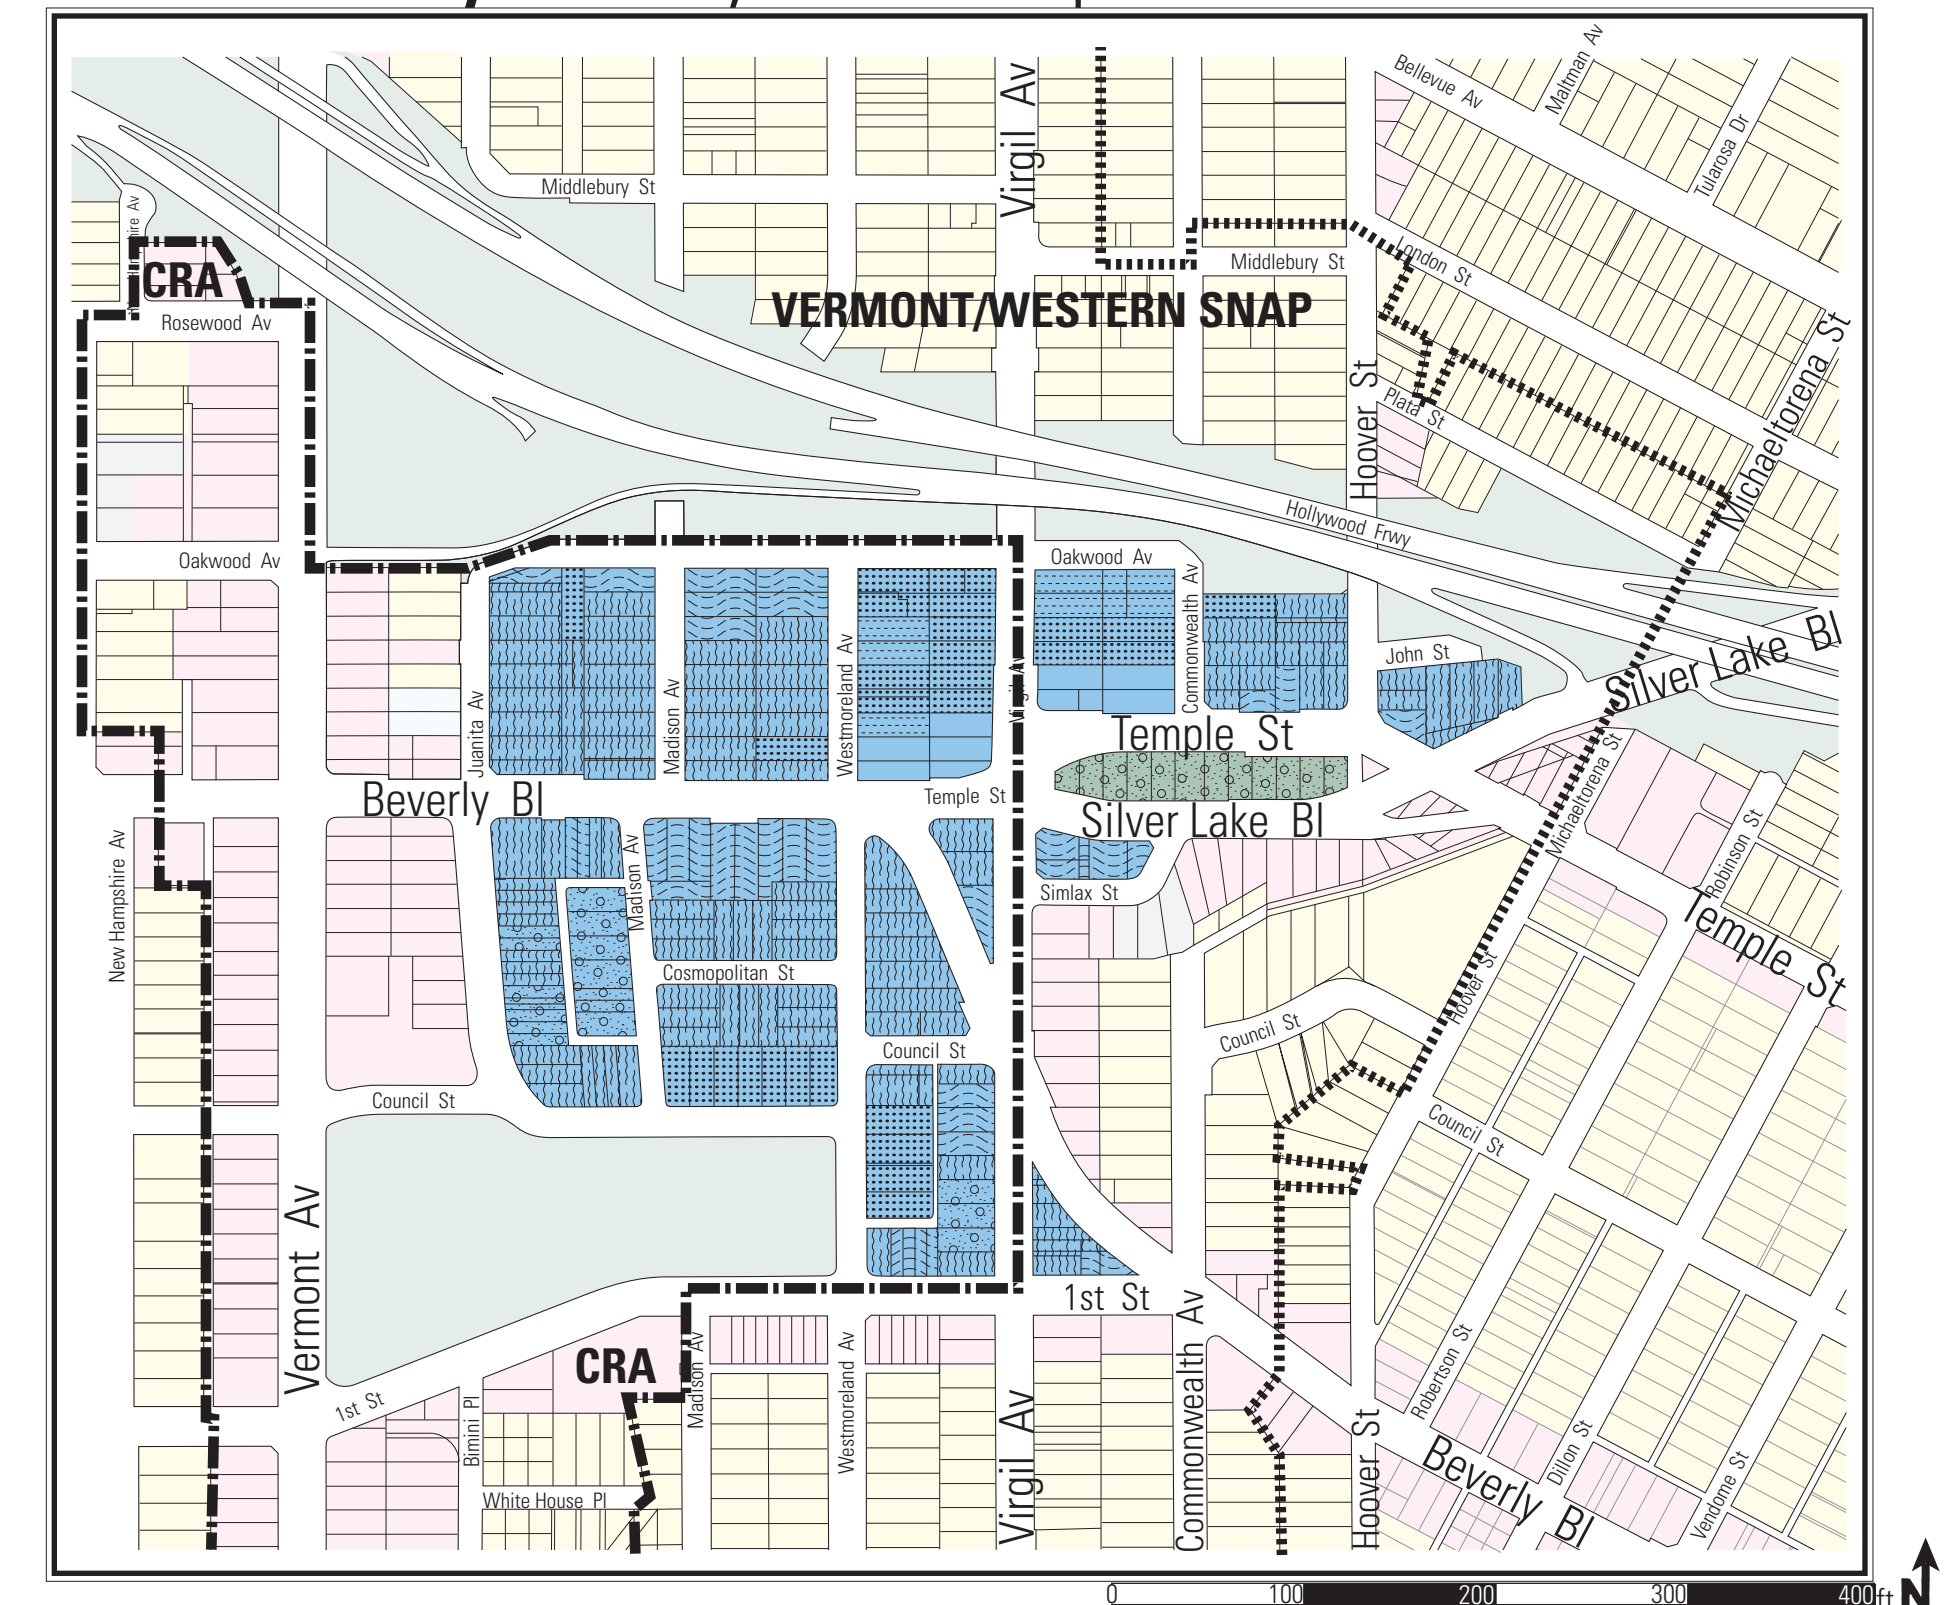 Bellevue Av
Maltman Av
Tularosa Dr
Virgil Av
Middlebury St
CRA
Rosewood Av
London St
Middlebury St
VERMONT/WESTERN SNAP
Hoover St
Plata St
Michaeltorena St
Hollywood Frwy
Oakwood Av
Oakwood Av
Commonwealth Av
John St
Silver Lake Bl
Juanita Av
Madison Av
Westmoreland Av
Virgil Av
Temple St
Michaeltorena St
Beverly Bl
Temple St
Silver Lake Bl
Robinson St
New Hampshire Av
Madison Av
Simlax St
Temple St
Cosmopolitan St
Hoover St
Council St
Council St
Council St
Council St
Vermont Av
1st St
CRA
Madison Av
Westmoreland Av
Virgil Av
Commonwealth Av
Hoover St
Robertson St
1st St
Bimini Pl
White House Pl
Beverly Bl
Dillon St
Vendome St
0 100 200 300 400 ft
N